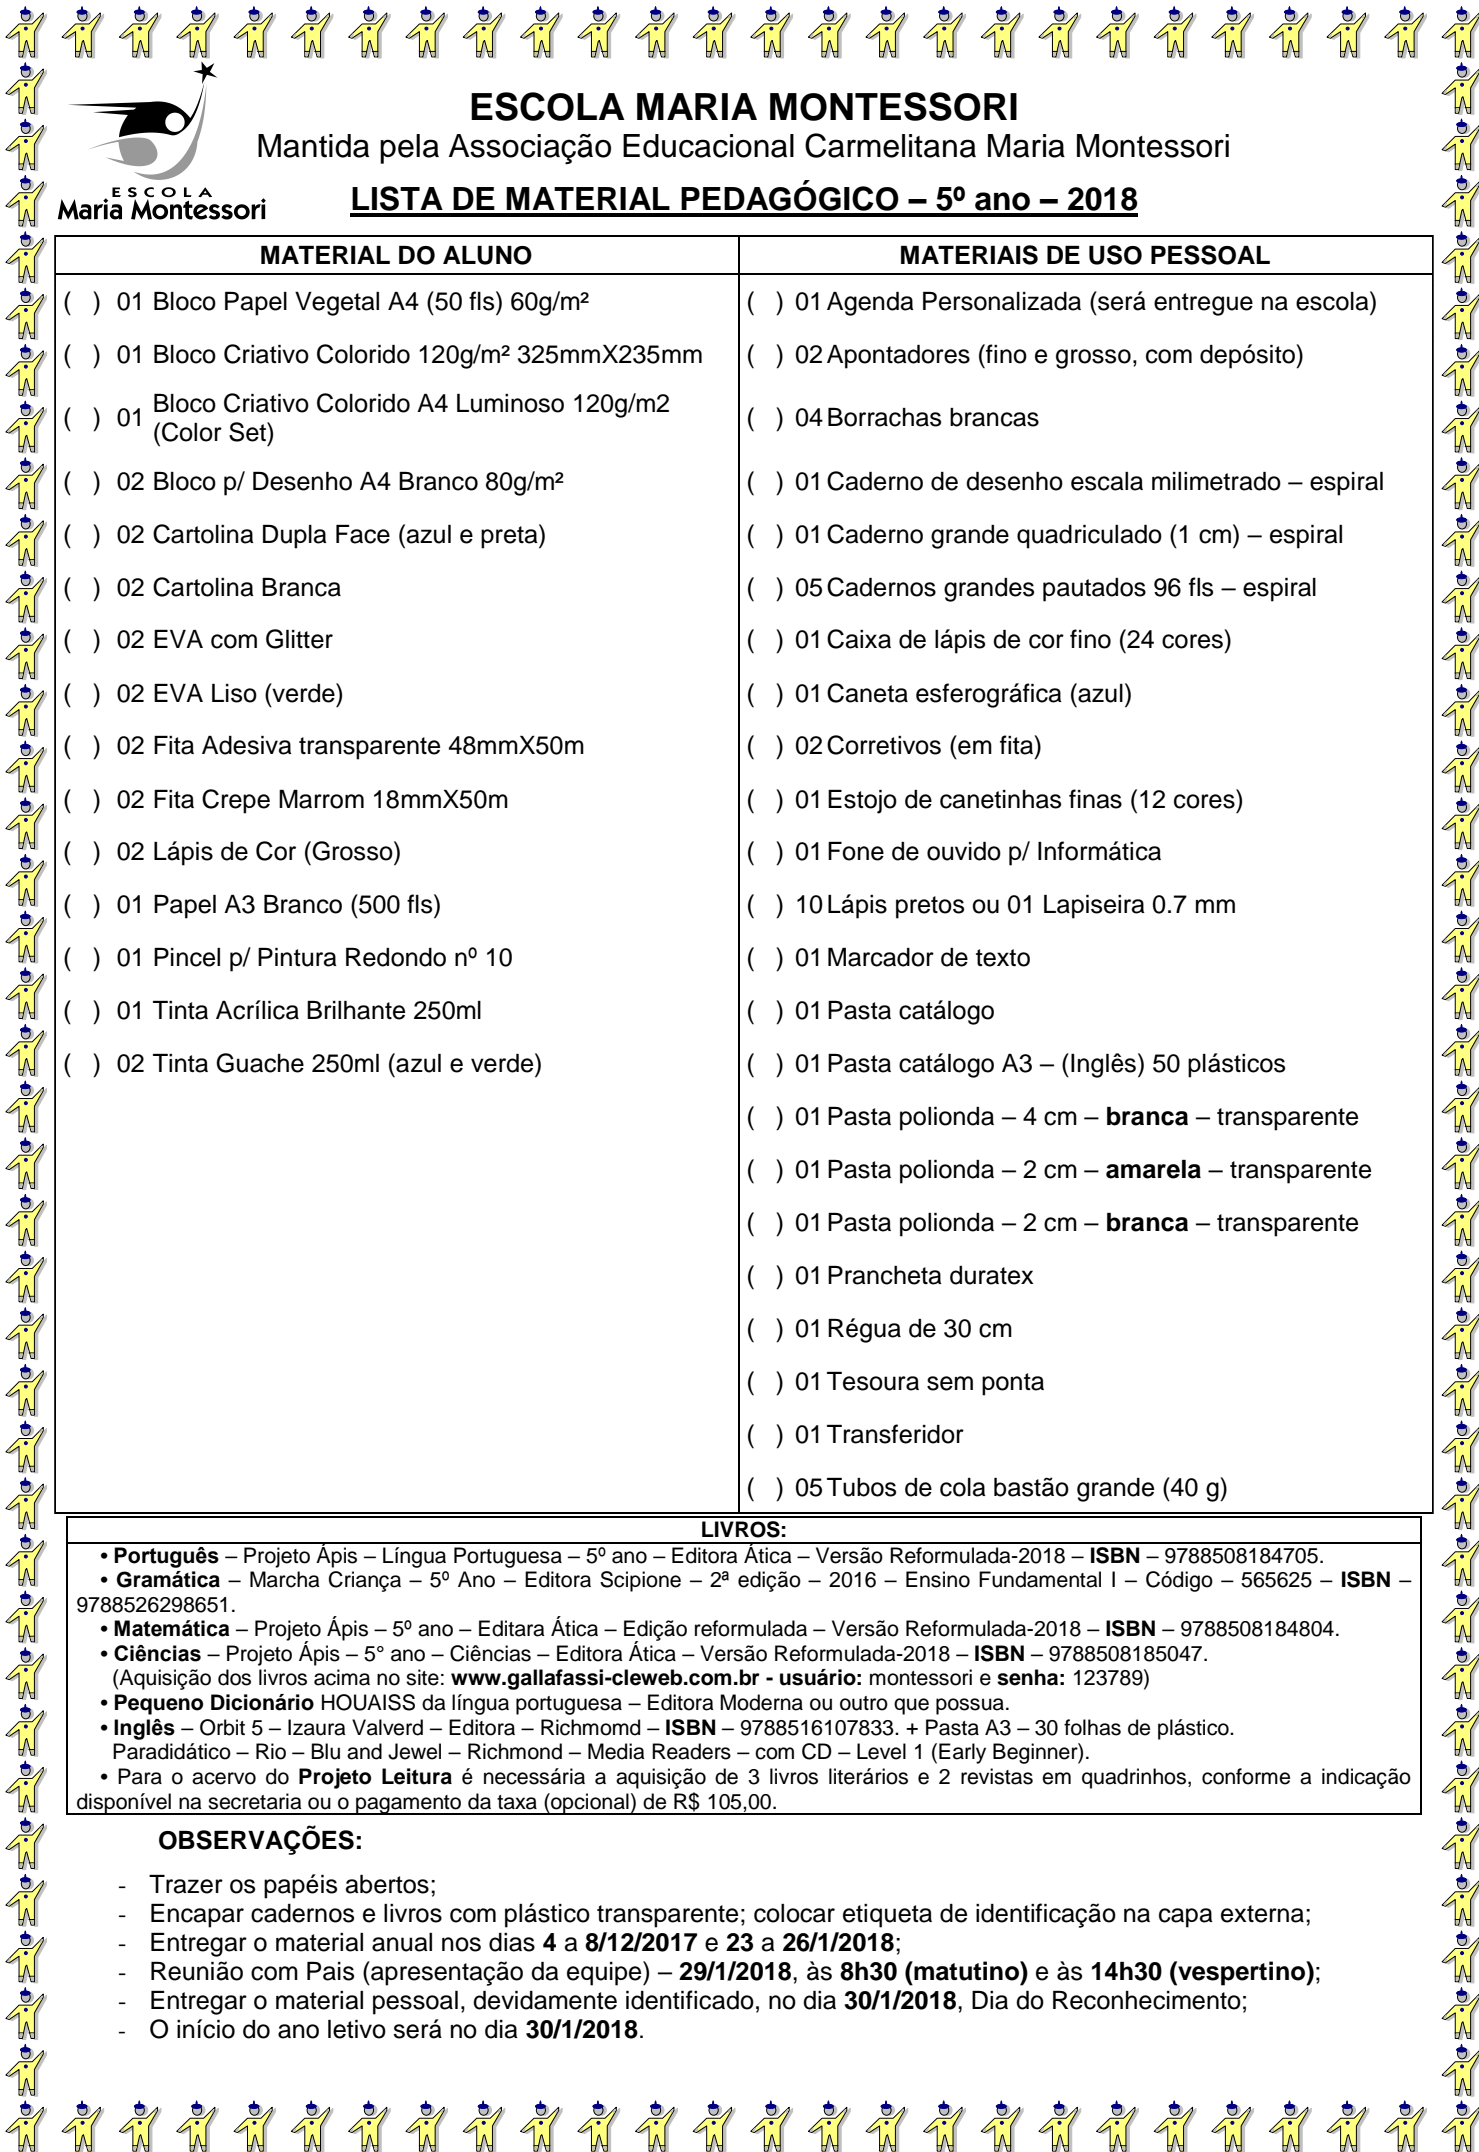 ESCOLA MARIA MONTESSORI
Mantida pela Associação Educacional Carmelitana Maria Montessori
ESCOLA
Maria Montessori
LISTA DE MATERIAL PEDAGÓGICO – 5º ano – 2018
MATERIAL DO ALUNO
( ) 01 Bloco Papel Vegetal A4 (50 fls) 60g/m²
( ) 01 Bloco Criativo Colorido 120g/m² 325mmX235mm
( ) 01 Bloco Criativo Colorido A4 Luminoso 120g/m2
(Color Set)
( ) 02 Bloco p/ Desenho A4 Branco 80g/m²
( ) 02 Cartolina Dupla Face (azul e preta)
( ) 02 Cartolina Branca
( ) 02 EVA com Glitter
( ) 02 EVA Liso (verde)
( ) 02 Fita Adesiva transparente 48mmX50m
( ) 02 Fita Crepe Marrom 18mmX50m
( ) 02 Lápis de Cor (Grosso)
( ) 01 Papel A3 Branco (500 fls)
( ) 01 Pincel p/ Pintura Redondo nº 10
( ) 01 Tinta Acrílica Brilhante 250ml
( ) 02 Tinta Guache 250ml (azul e verde)
MATERIAIS DE USO PESSOAL
( ) 01 Agenda Personalizada (será entregue na escola)
( ) 02 Apontadores (fino e grosso, com depósito)
( ) 04 Borrachas brancas
( ) 01 Caderno de desenho escala milimetrado – espiral
( ) 01 Caderno grande quadriculado (1 cm) – espiral
( ) 05 Cadernos grandes pautados 96 fls – espiral
( ) 01 Caixa de lápis de cor fino (24 cores)
( ) 01 Caneta esferográfica (azul)
( ) 02 Corretivos (em fita)
( ) 01 Estojo de canetinhas finas (12 cores)
( ) 01 Fone de ouvido p/ Informática
( ) 10 Lápis pretos ou 01 Lapiseira 0.7 mm
( ) 01 Marcador de texto
( ) 01 Pasta catálogo
( ) 01 Pasta catálogo A3 – (Inglês) 50 plásticos
( ) 01 Pasta polionda – 4 cm – branca – transparente
( ) 01 Pasta polionda – 2 cm – amarela – transparente
( ) 01 Pasta polionda – 2 cm – branca – transparente
( ) 01 Prancheta duratex
( ) 01 Régua de 30 cm
( ) 01 Tesoura sem ponta
( ) 01 Transferidor
( ) 05 Tubos de cola bastão grande (40 g)
LIVROS:
• Português – Projeto Ápis – Língua Portuguesa – 5º ano – Editora Ática – Versão Reformulada-2018 – ISBN – 9788508184705.
• Gramática – Marcha Criança – 5º Ano – Editora Scipione – 2ª edição – 2016 – Ensino Fundamental I – Código – 565625 – ISBN –
9788526298651.
• Matemática – Projeto Ápis – 5º ano – Editara Ática – Edição reformulada – Versão Reformulada-2018 – ISBN – 9788508184804.
• Ciências – Projeto Ápis – 5° ano – Ciências – Editora Ática – Versão Reformulada-2018 – ISBN – 9788508185047.
(Aquisição dos livros acima no site: www.gallafassi-cleweb.com.br - usuário: montessori e senha: 123789)
• Pequeno Dicionário HOUAISS da língua portuguesa – Editora Moderna ou outro que possua.
• Inglês – Orbit 5 – Izaura Valverd – Editora – Richmomd – ISBN – 9788516107833. + Pasta A3 – 30 folhas de plástico.
Paradidático – Rio – Blu and Jewel – Richmond – Media Readers – com CD – Level 1 (Early Beginner).
• Para o acervo do Projeto Leitura é necessária a aquisição de 3 livros literários e 2 revistas em quadrinhos, conforme a indicação
disponível na secretaria ou o pagamento da taxa (opcional) de R$ 105,00.
OBSERVAÇÕES:
- Trazer os papéis abertos;
- Encapar cadernos e livros com plástico transparente; colocar etiqueta de identificação na capa externa;
- Entregar o material anual nos dias 4 a 8/12/2017 e 23 a 26/1/2018;
- Reunião com Pais (apresentação da equipe) – 29/1/2018, às 8h30 (matutino) e às 14h30 (vespertino);
- Entregar o material pessoal, devidamente identificado, no dia 30/1/2018, Dia do Reconhecimento;
- O início do ano letivo será no dia 30/1/2018.